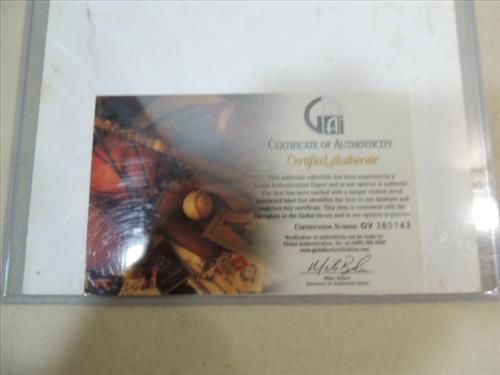 GAI
CERTIFICATE OF AUTHENTICITY
Certified Authentic
This authentic collectible has been examined by a
Global Authentication Expert and in our opinion is authentic.
The item has been marked with a tamper evident serial
numbered label that identifies the item in our database and
matches this certificate. This item is consistent with the
exemplars in the Global library and in our opinion is genuine.
CERTIFICATION NUMBER: GV 365143
Verification of authenticity can be made to:
Global Authentication, Inc. at
www.globalauthentication.com
Director of Authentication